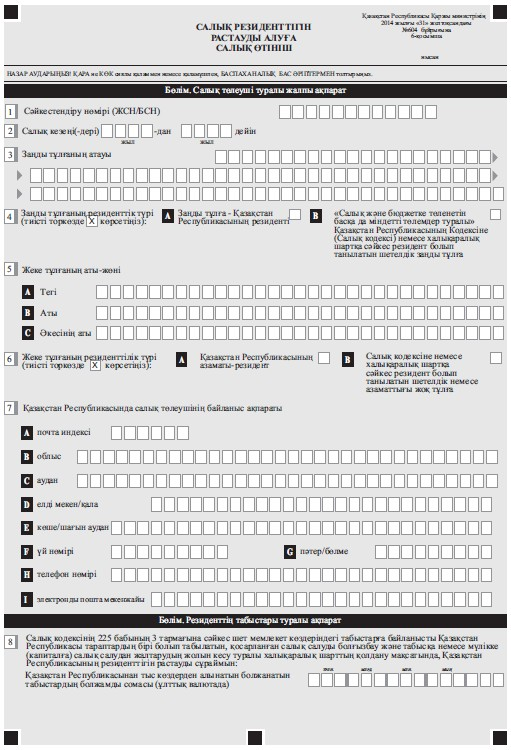 Қазақстан Республикасы Қаржы министрінің
2014 жылғы «31» желтоқсандағы
№604 бұйрығына
6-қосымша
нысан
САЛЫҚ РЕЗИДЕНТТІГІН
РАСТАУДЫ АЛУҒА
САЛЫҚ ӨТІНІШІ
НАЗАР АУДАРЫҢЫЗ! ҚАРА не КӨК сиялы қаламмен немесе қаламұшпен, БАСПАХАНАЛЫҚ БАС ӘРІПТЕРМЕН толтырыңыз.
Бөлім. Салық төлеуші туралы жалпы ақпарат
1 Сәйкестендіру нөмірі (ЖСН/БСН)
2 Салық кезеңі(-дері) -дан дейін
жыл жыл
3 Заңды тұлғаның атауы
4 Заңды тұлғаның резиденттік түрі
(тиісті торкөзде X көрсетіңіз):
A Заңды тұлға - Қазақстан
Республикасының резиденті
B «Салық және бюджетке төленетін
басқа да міндетті төлемдер туралы»
Қазақстан Республикасының Кодексіне
(Салық кодексі) немесе халықаралық
шартқа сәйкес резидент болып
танылатын шетелдік заңды тұлға
5 Жеке тұлғаның аты-жөні
A Тегі
B Аты
C Әкесінің аты
6 Жеке тұлғаның резиденттілік түрі
(тиісті торкөзде X көрсетіңіз):
A Қазақстан Республикасының
азаматы-резидент
B Салық кодексіне немесе
халықаралық шартқа
сәйкес резидент болып
танылатын шетелдік немесе
азаматтығы жоқ тұлға
7 Қазақстан Республикасында салық төлеушінің байланыс ақпараты
A почта индексі
B облыс
C аудан
D елді мекен/қала
E көше/шағын аудан
F үй нөмірі G пәтер/бөлме
H телефон нөмірі
I электронды пошта мекенжайы
Бөлім. Резиденттің табыстары туралы ақпарат
8 Салық кодексінің 225 бабының 3 тармағына сәйкес шет мемлекет көздеріндегі табыстарға байланысты Қазақстан
Республикасы тараптардың бірі болып табылатын, қосарланған салық салуды болғызбау және табысқа немесе мүлікке
(капиталға) салық салудан жалтарудың жолын кесу туралы халықаралық шарттың қолдану мақсатында, Қазақстан
Республикасының резиденттігін растауды сұраймын:
Қазақстан Республикасынан тыс көздерден алынатын болжанатын
табыстардың болжамды сомасы (ұлттық валютада)